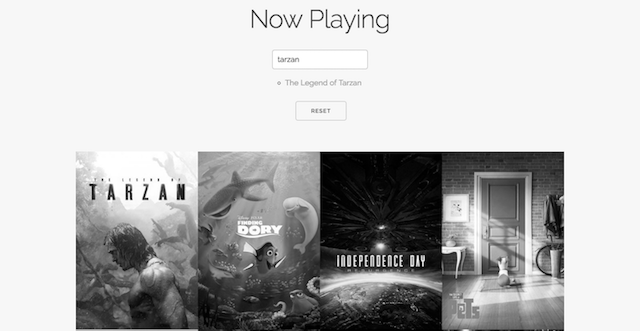 Now Playing
tarzan
The Legend of Tarzan
RESET
THE LEGEND OF
TARZAN
DISNEY·PIXAR
FINDING
DORY
INDEPENDENCE DAY
RESURGENCE
PETS